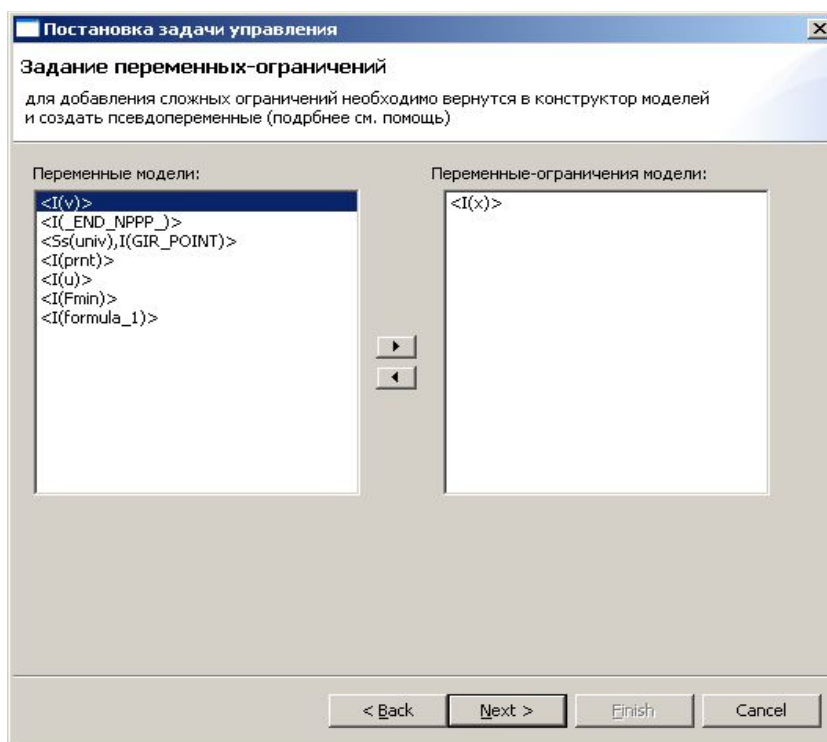 Постановка задачи управления
Задание переменных-ограничений
для добавления сложных ограничений необходимо вернутся в конструктор моделей
и создать псевдопеременные (подрбнее см. помощь)
Переменные модели:
<I(v)>
<I(_END_NPPP_)>
<Ss(univ),I(GIR_POINT)>
<I(prnt)>
<I(u)>
<I(Fmin)>
<I(formula_1)>
Переменные-ограничения модели:
<I(x)>
< Back
Next >
Finish
Cancel